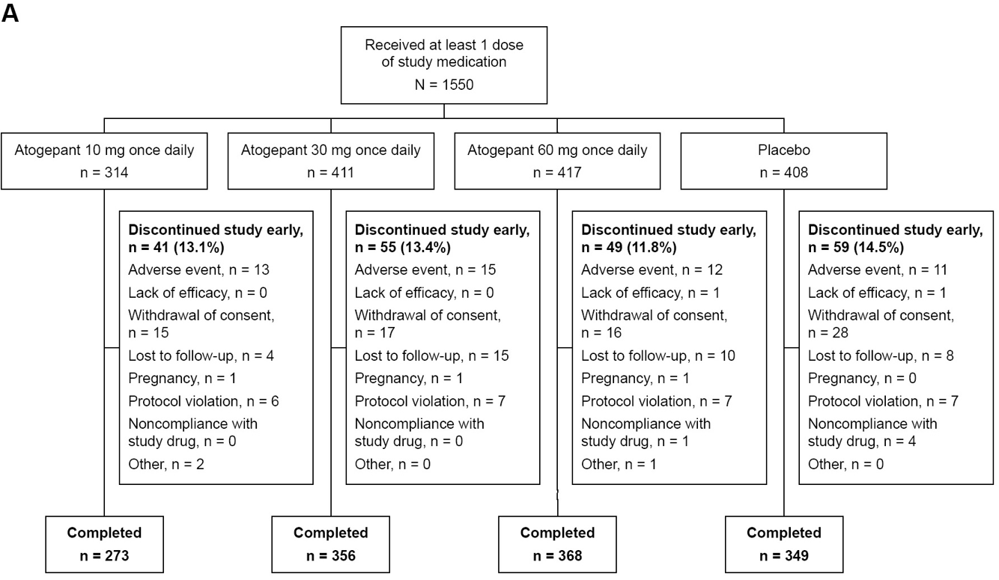 A
Received at least 1 dose
of study medication
N = 1550
Atogepant 10 mg once daily
n = 314
Atogepant 30 mg once daily
n = 411
Atogepant 60 mg once daily
n = 417
Placebo
n = 408
Discontinued study early,
n = 41 (13.1%)
Adverse event, n = 13
Lack of efficacy, n = 0
Withdrawal of consent,
n = 15
Lost to follow-up, n = 4
Pregnancy, n = 1
Protocol violation, n = 6
Noncompliance with
study drug, n = 0
Other, n = 2
Discontinued study early,
n = 55 (13.4%)
Adverse event, n = 15
Lack of efficacy, n = 0
Withdrawal of consent,
n = 17
Lost to follow-up, n = 15
Pregnancy, n = 1
Protocol violation, n = 7
Noncompliance with
study drug, n = 0
Other, n = 0
Discontinued study early,
n = 49 (11.8%)
Adverse event, n = 12
Lack of efficacy, n = 1
Withdrawal of consent,
n = 16
Lost to follow-up, n = 10
Pregnancy, n = 1
Protocol violation, n = 7
Noncompliance with
study drug, n = 1
Other, n = 1
Discontinued study early,
n = 59 (14.5%)
Adverse event, n = 11
Lack of efficacy, n = 1
Withdrawal of consent,
n = 28
Lost to follow-up, n = 8
Pregnancy, n = 0
Protocol violation, n = 7
Noncompliance with
study drug, n = 4
Other, n = 0
Completed
n = 273
Completed
n = 356
Completed
n = 368
Completed
n = 349